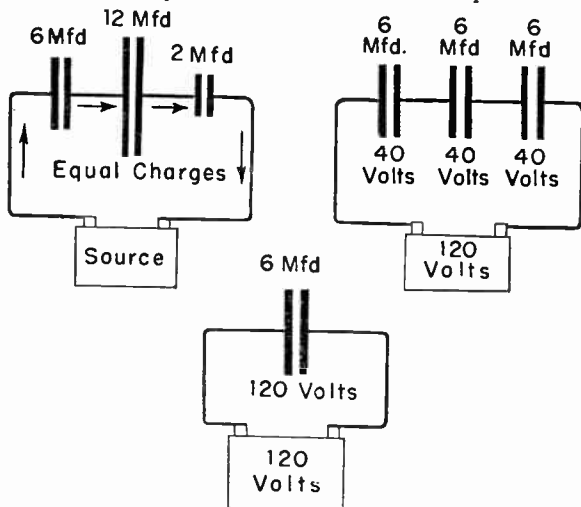 6 Mfd
12 Mfd
2 Mfd
Equal Charges
Source
6
Mfd.
6
Mfd
6
Mfd
40
Volts
40
Volts
40
Volts
120
Volts
6 Mfd
120 Volts
120
Volts